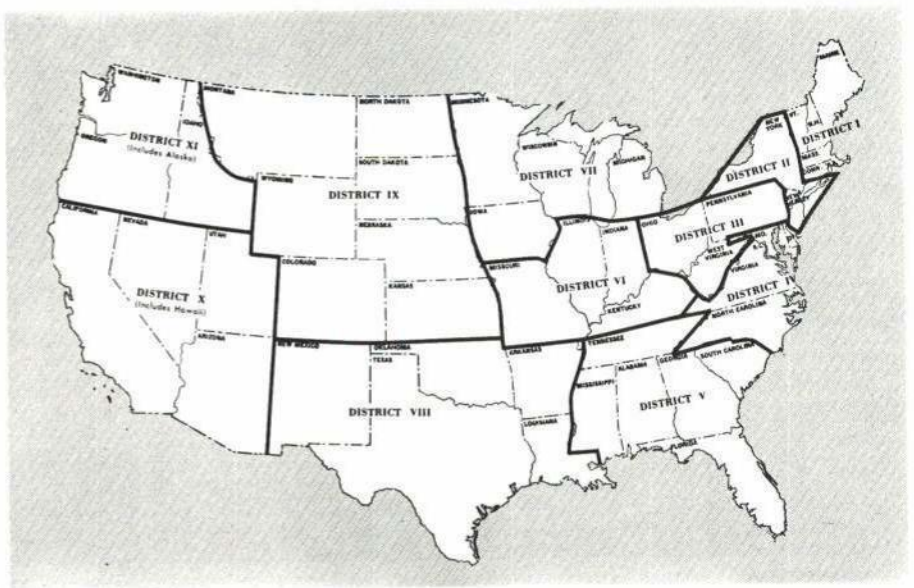 WASHINGTON
OREGON
IDAHO
MONTANA
DISTRICT XI
(Includes Alaska)
NORTH DAKOTA
SOUTH DAKOTA
WYOMING
DISTRICT IX
NEBRASKA
COLORADO
KANSAS
MINNESOTA
WISCONSIN
MICHIGAN
DISTRICT VII
IOWA
CALIFORNIA
NEVADA
UTAH
DISTRICT X
(Includes Hawaii)
ARIZONA
NEW MEXICO
OKLAHOMA
TEXAS
DISTRICT VIII
ARKANSAS
LOUISIANA
MISSOURI
ILLINOIS
INDIANA
DISTRICT VI
KENTUCKY
OHIO
PENNSYLVANIA
DISTRICT III
WEST
VIRGINIA
MAINE
VT.
N.H.
DISTRICT I
MASS.
CONN.
NEW
YORK
DISTRICT II
VIRGINIA
DISTRICT IV
NORTH CAROLINA
TENNESSEE
MISSISSIPPI
ALABAMA
GEORGIA
SOUTH CAROLINA
DISTRICT V
FLORIDA